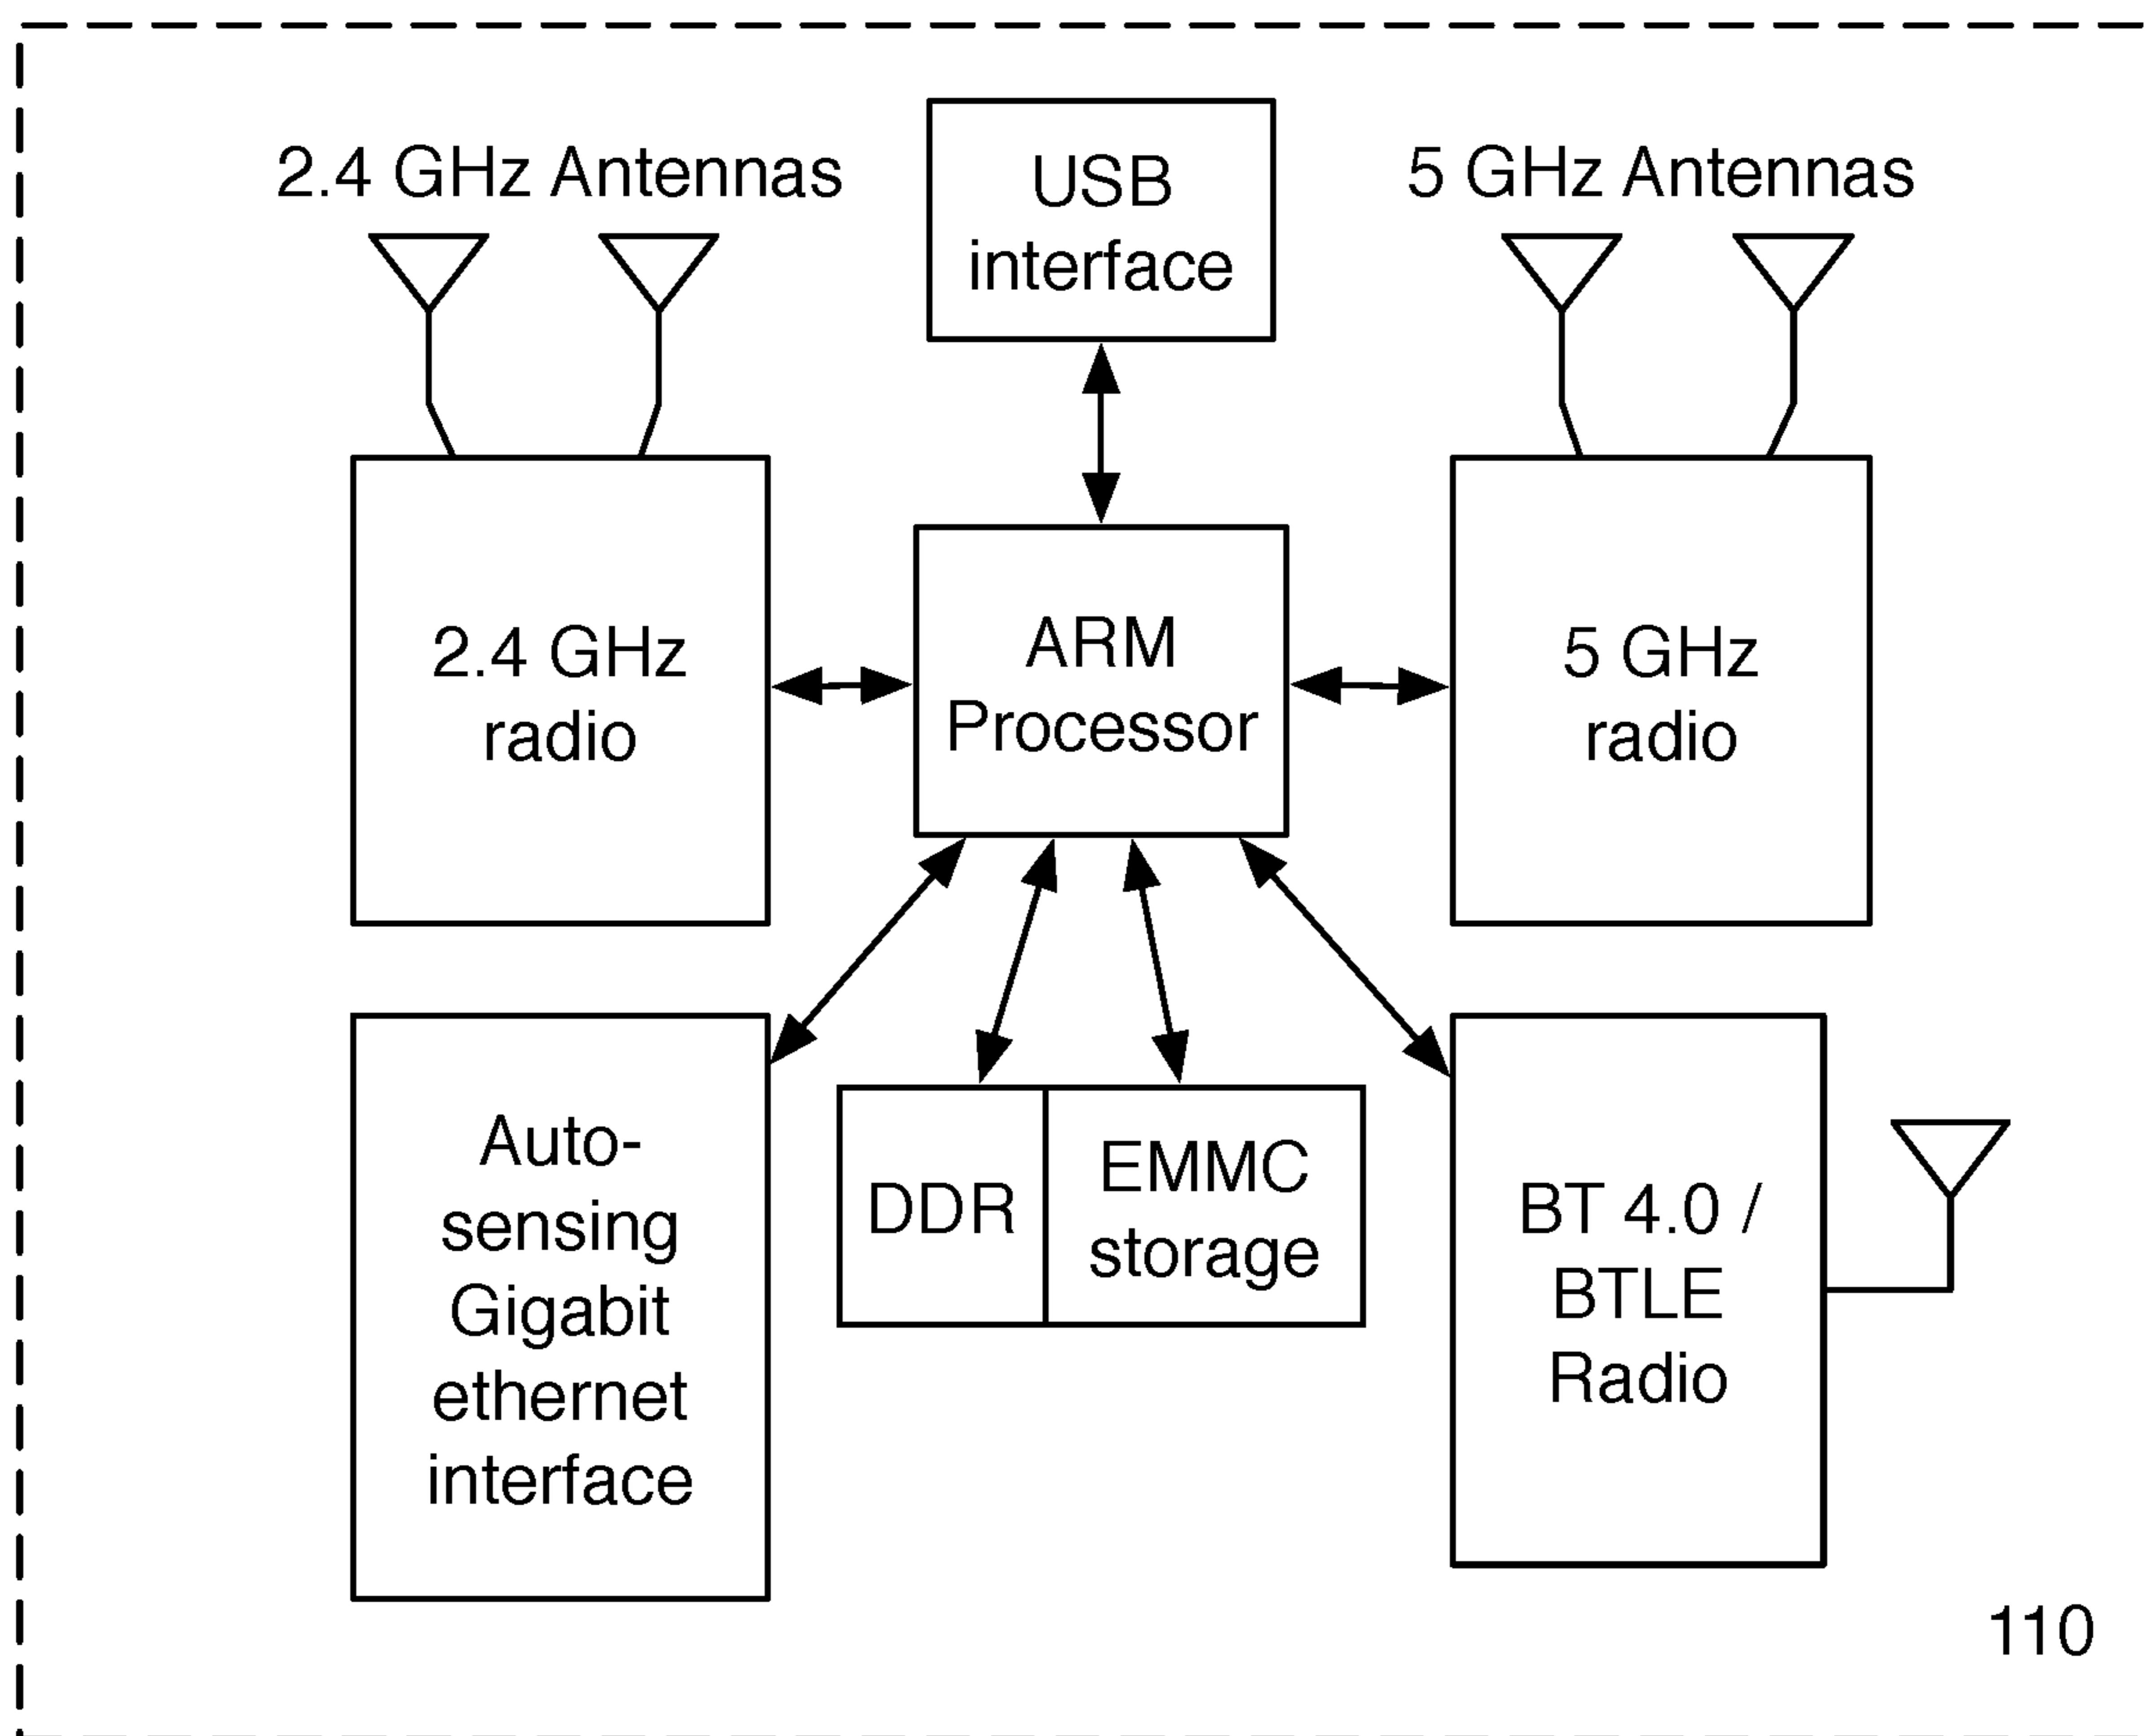 2.4 GHz Antennas
USB
interface
5 GHz Antennas
2.4 GHz
radio
ARM
Processor
5 GHz
radio
Auto-
sensing
Gigabit
ethernet
interface
DDR
EMMC
storage
BT 4.0 /
BTLE
Radio
110